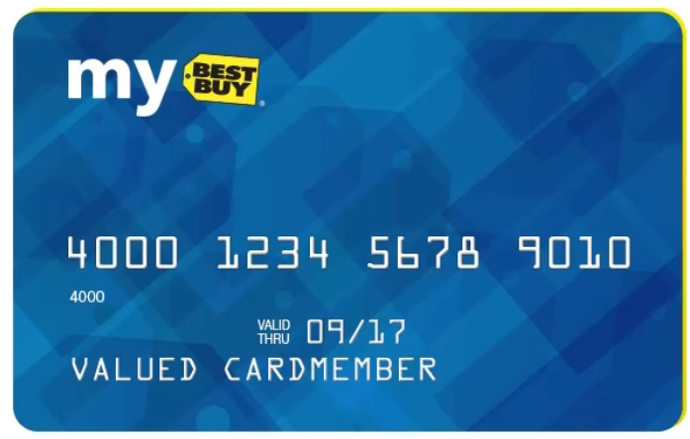 my BEST BUY
4000 1234 5678 9010
4000
VALID THRU 09/17
VALUED CARDMEMBER